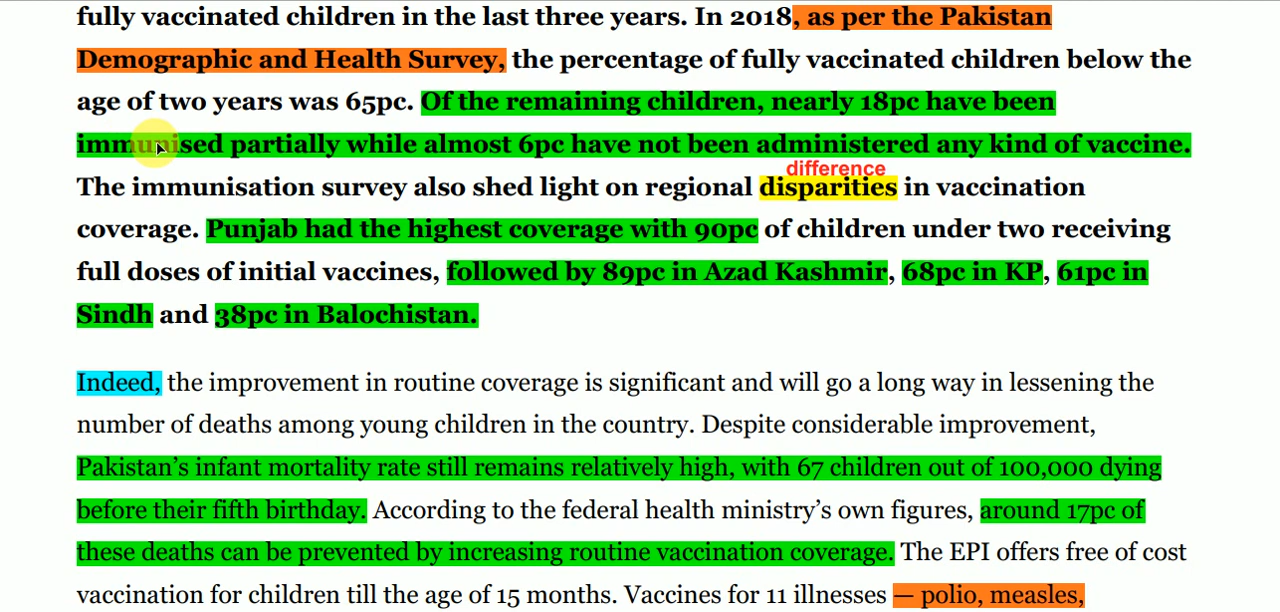 fully vaccinated children in the last three years. In 2018, as per the Pakistan
Demographic and Health Survey, the percentage of fully vaccinated children below the
age of two years was 65pc. Of the remaining children, nearly 18pc have been
immunised partially while almost 6pc have not been administered any kind of vaccine.
difference
The immunisation survey also shed light on regional disparities in vaccination
coverage. Punjab had the highest coverage with 90pc of children under two receiving
full doses of initial vaccines, followed by 89pc in Azad Kashmir, 68pc in KP, 61pc in
Sindh and 38pc in Balochistan.
Indeed, the improvement in routine coverage is significant and will go a long way in lessening the
number of deaths among young children in the country. Despite considerable improvement,
Pakistan's infant mortality rate still remains relatively high, with 67 children out of 100,000 dying
before their fifth birthday. According to the federal health ministry's own figures, around 17pc of
these deaths can be prevented by increasing routine vaccination coverage. The EPI offers free of cost
vaccination for children till the age of 15 months. Vaccines for 11 illnesses — polio, measles,